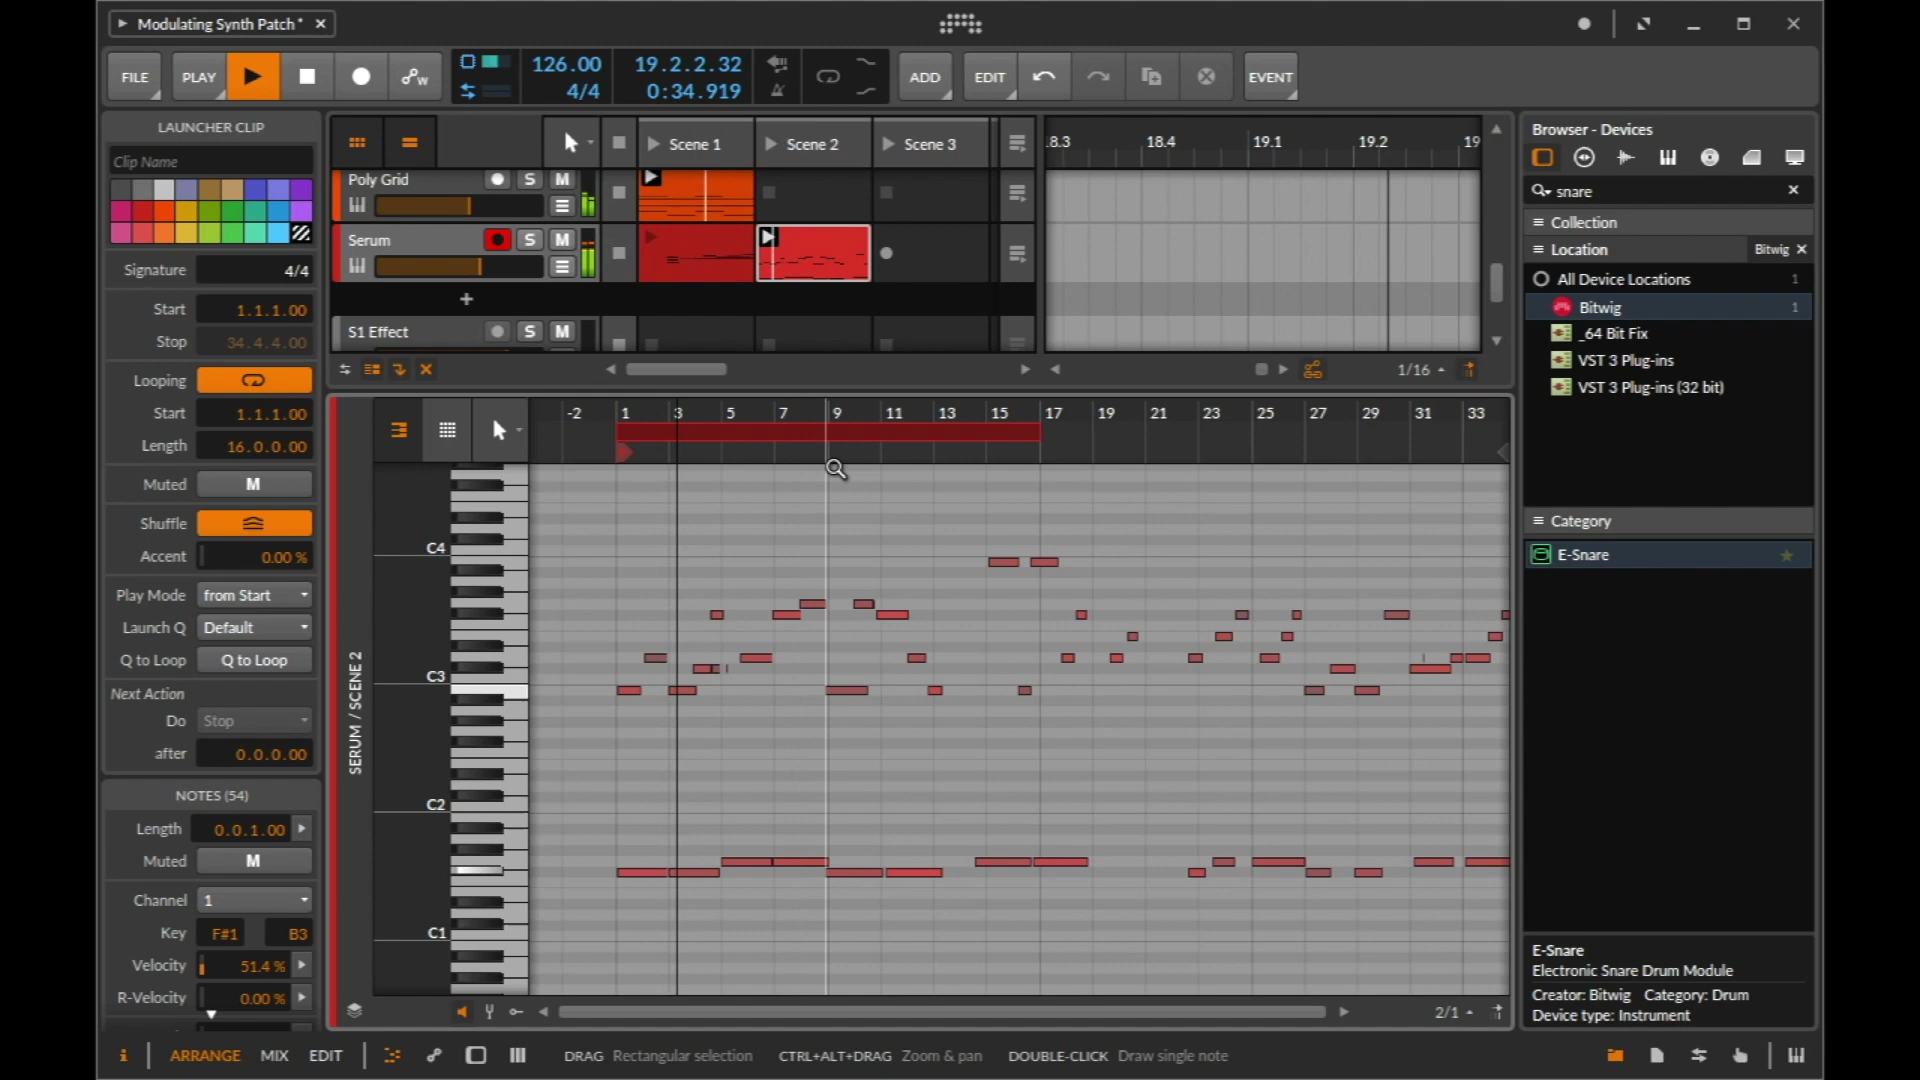 Modulating Synth Patch*
FILE PLAY ADD EDIT EVENT
126.00 19.2.2.32
4/4 0:34.919
LAUNCHER CLIP
Clip Name
Signature 4/4
Start 1.1.1.00
Stop 34.4.4.00
Looping
Start 1.1.1.00
Length 16.0.0.00
Muted M
Shuffle
Accent 0.00 %
Play Mode from Start
Launch Q Default
Q to Loop Q to Loop
Next Action
Do Stop
after 0.0.0.00
NOTES (54)
Length 0.0.1.00
Muted M
Channel 1
Key F#1 B3
Velocity 51.4 %
R-Velocity 0.00 %
Scene 1 Scene 2 Scene 3
Poly Grid S M
Serum S M
+
S1 Effect S M
8.3 18.4 19.1 19.2 19
1/16
-2 1 3 5 7 9 11 13 15 17 19 21 23 25 27 29 31 33
C4
C3
C2
C1
SERUM / SCENE 2
2/1
Browser - Devices
snare
Collection
Location Bitwig
All Device Locations 1
Bitwig 1
_64 Bit Fix
VST 3 Plug-ins
VST 3 Plug-ins (32 bit)
Category
E-Snare
E-Snare
Electronic Snare Drum Module
Creator: Bitwig Category: Drum
Device type: Instrument
i ARRANGE MIX EDIT DRAG Rectangular selection CTRL+ALT+DRAG Zoom & pan DOUBLE-CLICK Draw single note